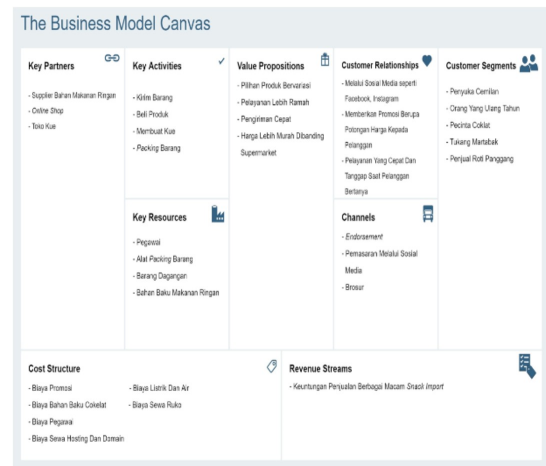 The Business Model Canvas
Key Partners
- Supplier Bahan Makanan Ringan
- Online Shop
- Toko Kue
Key Activities
- Kirim Barang
- Beli Produk
- Membuat Kue
- Packing Barang
Key Resources
- Pegawai
- Alat Packing Barang
- Barang Dagangan
- Bahan Baku Makanan Ringan
Value Propositions
- Pilihan Produk Bervariasi
- Pelayanan Lebih Ramah
- Pengiriman Cepat
- Harga Lebih Murah Dibanding
Supermarket
Customer Relationships
- Melalui Sosial Media seperti
Facebook, Instagram
- Memberikan Promosi Berupa
Potongan Harga Kepada
Pelanggan
- Pelayanan Yang Cepat Dan
Tanggap Saat Pelanggan
Bertanya
Channels
- Endorsement
- Pemasaran Melalui Sosial
Media
- Brosur
Customer Segments
- Penyuka Cemilan
- Orang Yang Ulang Tahun
- Pecinta Coklat
- Tukang Martabak
- Penjual Roti Panggang
Cost Structure
- Biaya Promosi
- Biaya Bahan Baku Cokelat
- Biaya Pegawai
- Biaya Sewa Hosting Dan Domain
- Biaya Listrik Dan Air
- Biaya Sewa Ruko
Revenue Streams
- Keuntungan Penjualan Berbagai Macam Snack Import